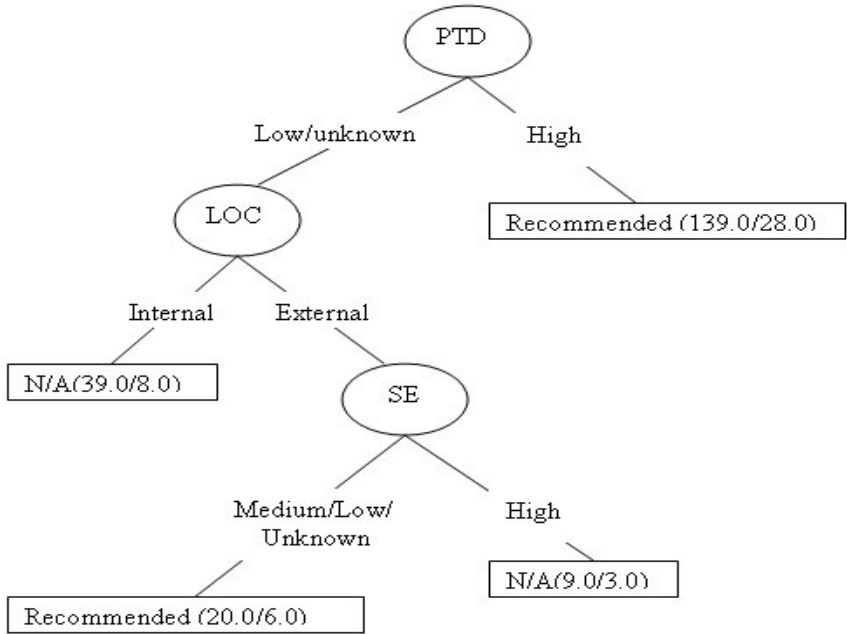 PTD
Low/unknown
High
LOC
Recommended (139.0/28.0)
Internal
External
N/A(39.0/8.0)
SE
Medium/Low/
Unknown
High
N/A(9.0/3.0)
Recommended (20.0/6.0)